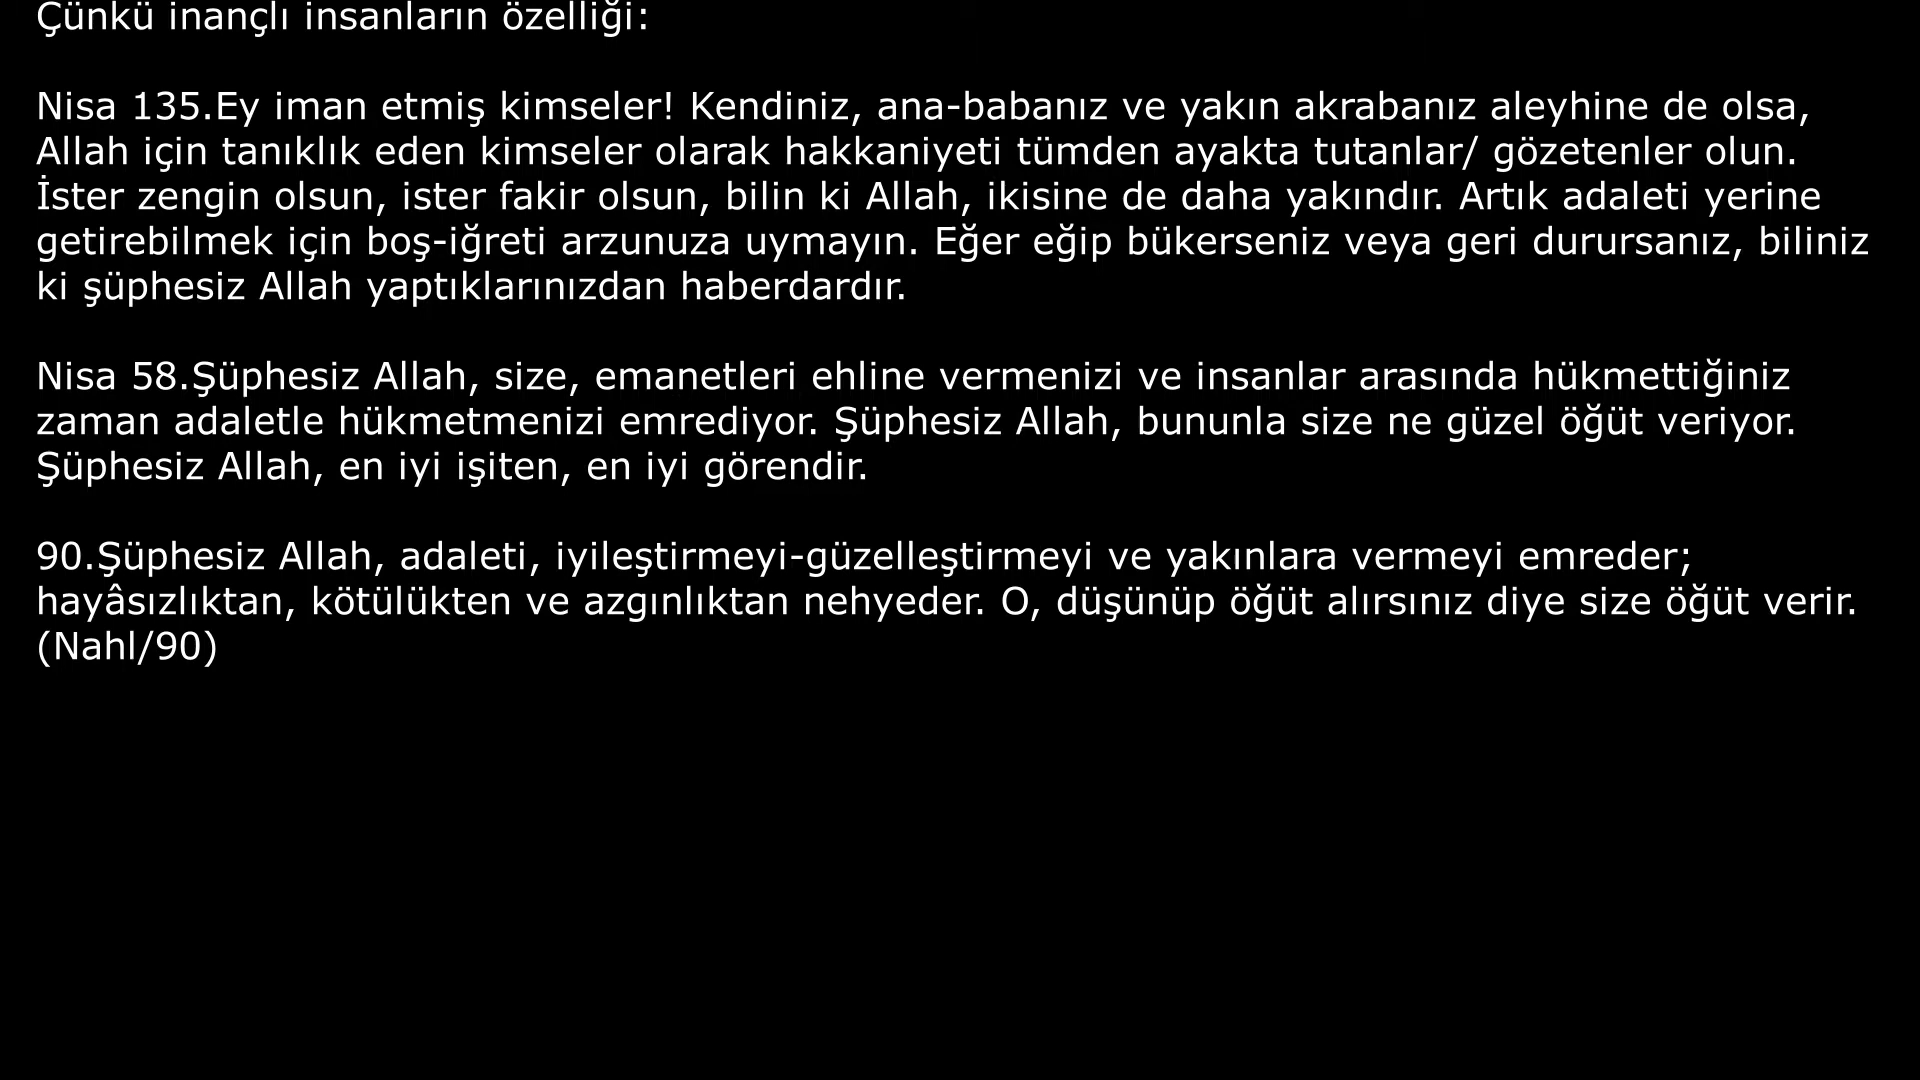 Çünkü inançlı insanların özelliği:
Nisa 135.Ey iman etmiş kimseler! Kendiniz, ana-babanız ve yakın akrabanız aleyhine de olsa,
Allah için tanıklık eden kimseler olarak hakkaniyeti tümden ayakta tutanlar/ gözetenler olun.
İster zengin olsun, ister fakir olsun, bilin ki Allah, ikisine de daha yakındır. Artık adaleti yerine
getirebilmek için boş-iğreti arzunuza uymayın. Eğer eğip bükerseniz veya geri durursanız, biliniz
ki şüphesiz Allah yaptıklarınızdan haberdardır.
Nisa 58.Şüphesiz Allah, size, emanetleri ehline vermenizi ve insanlar arasında hükmettiğiniz
zaman adaletle hükmetmenizi emrediyor. Şüphesiz Allah, bununla size ne güzel öğüt veriyor.
Şüphesiz Allah, en iyi işiten, en iyi görendir.
90.Şüphesiz Allah, adaleti, iyileştirmeyi-güzelleştirmeyi ve yakınlara vermeyi emreder;
hayâsızlıktan, kötülükten ve azgınlıktan nehyeder. O, düşünüp öğüt alırsınız diye size öğüt verir.
(Nahl/90)